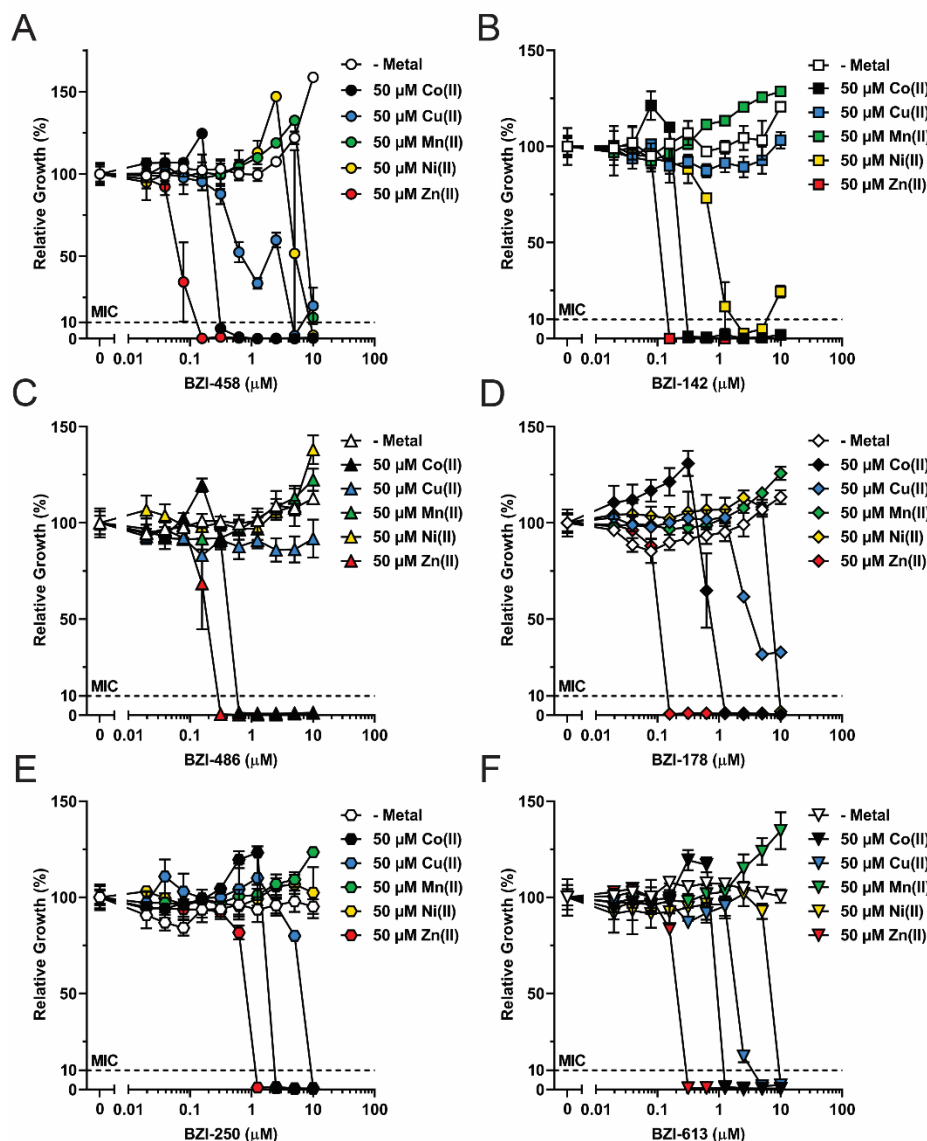 A
150
100
50
10
0
Relative Growth (%)
MIC
0 0.01 0.1 1 10 100
BZI-458 (μM)
- Metal
50 μM Co(II)
50 μM Cu(II)
50 μM Mn(II)
50 μM Ni(II)
50 μM Zn(II)
B
150
100
50
10
0
Relative Growth (%)
MIC
0 0.01 0.1 1 10 100
BZI-142 (μM)
- Metal
50 μM Co(II)
50 μM Cu(II)
50 μM Mn(II)
50 μM Ni(II)
50 μM Zn(II)
C
150
100
50
10
0
Relative Growth (%)
MIC
0 0.01 0.1 1 10 100
BZI-486 (μM)
- Metal
50 μM Co(II)
50 μM Cu(II)
50 μM Mn(II)
50 μM Ni(II)
50 μM Zn(II)
D
150
100
50
10
0
Relative Growth (%)
MIC
0 0.01 0.1 1 10 100
BZI-178 (μM)
- Metal
50 μM Co(II)
50 μM Cu(II)
50 μM Mn(II)
50 μM Ni(II)
50 μM Zn(II)
E
150
100
50
10
0
Relative Growth (%)
MIC
0 0.01 0.1 1 10 100
BZI-250 (μM)
- Metal
50 μM Co(II)
50 μM Cu(II)
50 μM Mn(II)
50 μM Ni(II)
50 μM Zn(II)
F
150
100
50
10
0
Relative Growth (%)
MIC
0 0.01 0.1 1 10 100
BZI-613 (μM)
- Metal
50 μM Co(II)
50 μM Cu(II)
50 μM Mn(II)
50 μM Ni(II)
50 μM Zn(II)